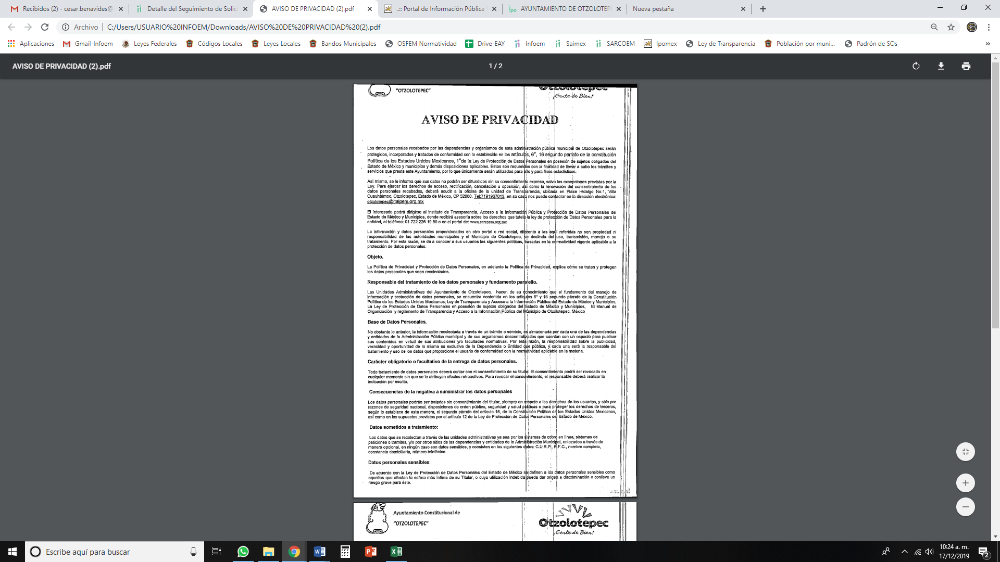 Recibidos (2) - cesar.benavides@
Detalle del Seguimiento de Solici
AVISO DE PRIVACIDAD (2).pdf
..:: Portal de Información Pública
AYUNTAMIENTO DE OTZOLOTEP
Nueva pestaña
Archivo
C:/Users/USUARIO%20INFOEM/Downloads/AVISO%20DE%20PRIVACIDAD%20(2).pdf
Aplicaciones
Gmail-Infoem
Leyes Federales
Códigos Locales
Leyes Locales
Bandos Municipales
OSFEM Normatividad
Drive-EAY
Infoem
Saimex
SARCOEM
Ipomex
Ley de Transparencia
Población por muni...
Padrón de SOs
»
AVISO DE PRIVACIDAD (2).pdf
1 / 2
"OTZOLOTEPEC"
Otzolotepec
¡Gente de Bien!
AVISO DE PRIVACIDAD
Los datos personales recabados por las dependencias y organismos de esta administración pública municipal de Otzolotepec serán
protegidos, incorporados y tratados de conformidad con lo establecido en los artículos, 6°, 16 segundo parrafo de la constitución
Política de los Estados Unidos Mexicanos, 1°de la Ley de Protección de Datos Personales en posesión de sujetos obligados del
Estado de México y municipios y demás disposiciones aplicables. Estos son requeridos con la finalidad de llevar a cabo los trámites y
servicios que presta este Ayuntamiento, por lo que únicamente serán utilizados para ello y para fines estadísticos.
Así mismo, se le informa que sus datos no podrán ser difundidos sin su consentimiento expreso, salvo las excepciones previstas por la
Ley. Para ejercer los derechos de acceso, rectificación, cancelación u oposición, así como la renovación del consentimiento de los
datos personales recabados, deberá acudir a la oficina de la unidad de Transparencia, ubicada en Plaza Hidalgo No.1, Villa
Cuauhtémoc; Otzolotepec, Estado de México, CP 52080. Tel:7191967013, en su caso nos puede contactar en la dirección electrónica:
otzolotepec@itaipem.org.mx
El interesado podrá dirigirse al instituto de Transparencia, Acceso a la Información Pública y Protección de Datos Personales del
Estado de México y Municipios, donde recibirá asesoría sobre los derechos que tutela la ley de protección de Datos Personales para la
entidad, al teléfono: 01 722 226 19 80 o en el portal de: www.sarcoem.org.mx
La información y datos personales proporcionados en otro portal o red social, diferente a las aquí referidas no son propiedad ni
responsabilidad de las autoridades municipales y el Municipio de Otzolotepec, se deslinda del uso, transmisión, manejo o su
tratamiento. Por esta razón, se da a conocer a sus usuarios las siguientes políticas, basadas en la normatividad vigente aplicable a la
protección de datos personales.
Objeto.
La Política de Privacidad y Protección de Datos Personales, en adelante la Política de Privacidad, explica cómo se tratan y protegen
los datos personales que sean recolectados.
Responsable del tratamiento de los datos personales y fundamento para ello.
Las Unidades Administrativas del Ayuntamiento de Otzolotepec, hacen de su conocimiento que el fundamento del manejo de
información y protección de datos personales, se encuentra contenida en los artículos 6° y 16 segundo párrafo de la Constitución
Política de los Estados Unidos Mexicanos; Ley de Transparencia y Acceso a la Información Pública del Estado de México y Municipios,
La Ley de Protección de Datos Personales en posesión de sujetos obligados del Estado de México y Municipios, El Manual de
Organización y reglamento de Transparencia y Acceso a la Información Pública del Municipio de Otzolotepec, México
Base de Datos Personales.
No obstante lo anterior, la información recolectada a través de un trámite o servicio, es almacenada por cada una de las dependencias
y entidades de la Administración Pública municipal y de sus organismos descentralizados que cuentan con un espacio para publicar
sus contenidos en virtud de sus atribuciones y/o facultades normativas. Por esta razón, la responsabilidad sobre la publicidad,
veracidad y oportunidad de la misma es exclusiva de la Dependencia o Entidad que pública, y cada una será la responsable del
tratamiento y uso de los datos que proporcione el usuario de conformidad con la normatividad aplicable en la materia.
Carácter obligatorio o facultativo de la entrega de datos personales.
Todo tratamiento de datos personales deberá contar con el consentimiento de su titular. El consentimiento podrá ser revocado en
cualquier momento sin que se le atribuyan efectos retroactivos. Para revocar el consentimiento, el responsable deberá realizar la
indicación por escrito.
Consecuencias de la negativa a suministrar los datos personales
Los datos personales podrán ser tratados sin consentimiento del titular, siempre en respeto a los derechos de los usuarios, y sólo por
razones de seguridad nacional, disposiciones de orden público, seguridad y salud públicas o para proteger los derechos de terceros,
según lo establece de esta manera, el segundo párrafo del artículo 16, de la Constitución Política de los Estados Unidos Mexicanos,
así como en los supuestos previstos por el artículo 12 de la Ley de Protección de Datos Personales del Estado de México.
Datos sometidos a tratamiento:
Los datos que se recolectan a través de las unidades administrativas ya sea por los sistemas de cobro en línea, sistemas de
peticiones o tramites, y/o por otros sitios de las dependencias y entidades de la Administración Municipal, enlazados a través de
manera opcional, en ningún caso son datos sensibles, y consisten en los siguientes datos: C.U.R.P., R.F.C., nombre completo,
constancia domiciliaria, número telefónico.
Datos personales sensibles:
De acuerdo con la Ley de Protección de Datos Personales del Estado de México se definen a los datos personales sensibles como
aquellos que afectan la esfera más íntima de su Titular, o cuya utilización indebida pueda dar origen a discriminación o conlleve un
riesgo grave para éste.
Ayuntamiento Constitucional de
"OTZOLOTEPEC"
Otzolotepec
¡Gente de Bien!
Escribe aquí para buscar
10:24 a. m.
17/12/2019
2